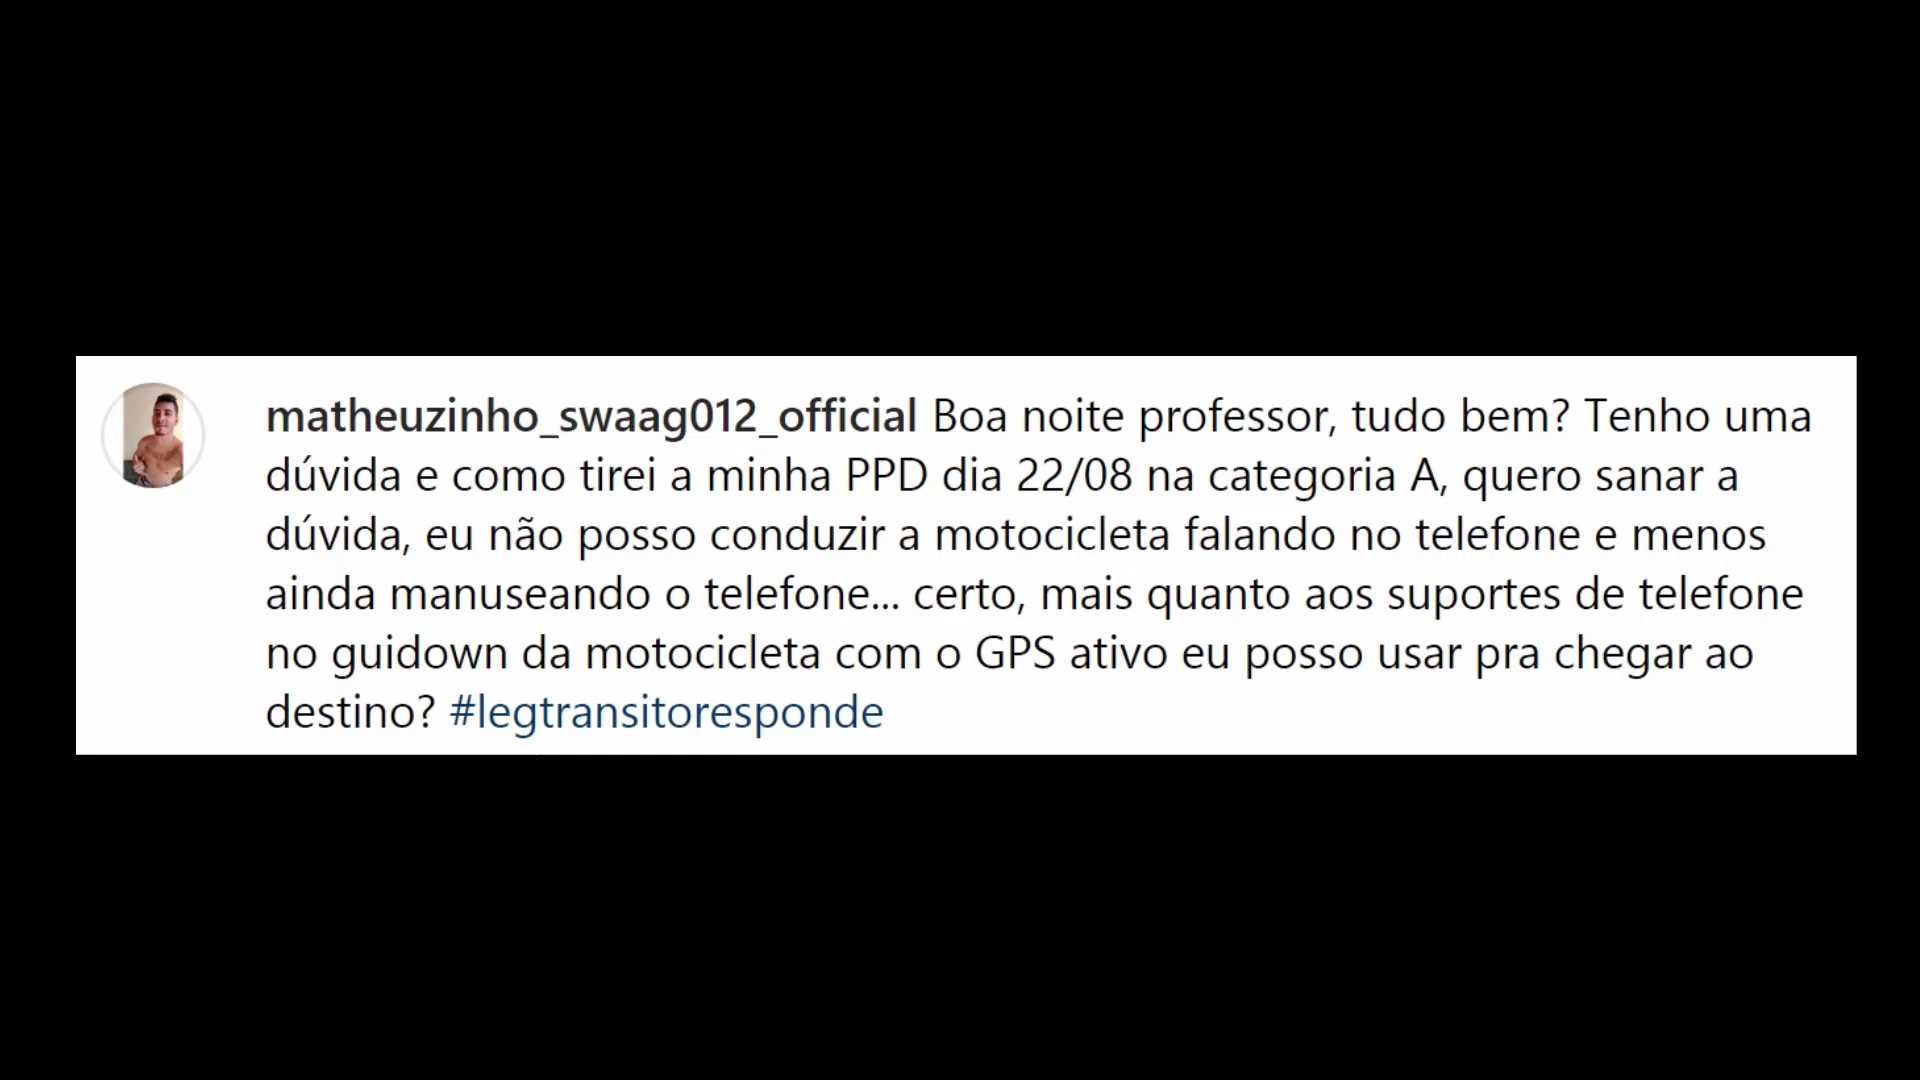 matheuzinho_swaag012_official Boa noite professor, tudo bem? Tenho uma
dúvida e como tirei a minha PPD dia 22/08 na categoria A, quero sanar a
dúvida, eu não posso conduzir a motocicleta falando no telefone e menos
ainda manuseando o telefone... certo, mais quanto aos suportes de telefone
no guidown da motocicleta com o GPS ativo eu posso usar pra chegar ao
destino? #legtransitoresponde